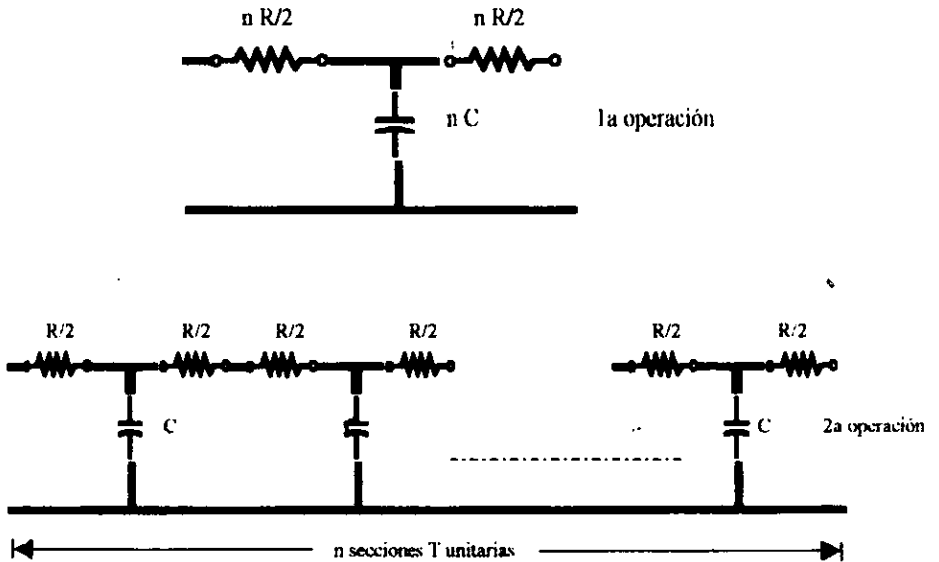 n R/2 n R/2
n C 1a operación
R/2 R/2 R/2 R/2 R/2 R/2
C C 2a operación
n secciones T unitarias